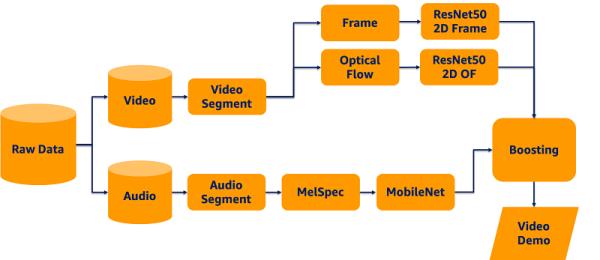 Raw Data
Video
Video
Segment
Frame
ResNet50
2D Frame
Optical
Flow
ResNet50
2D OF
Audio
Audio
Segment
MelSpec
MobileNet
Boosting
Video
Demo